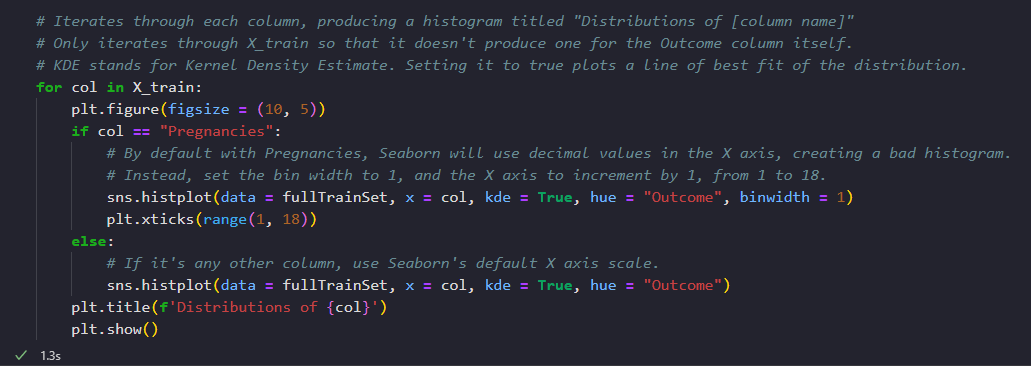 # Iterates through each column, producing a histogram titled "Distributions of [column name]"
# Only iterates through X_train so that it doesn't produce one for the Outcome column itself.
# KDE stands for Kernel Density Estimate. Setting it to true plots a line of best fit of the distribution.
for col in X_train:
    plt.figure(figsize = (10, 5))
    if col == "Pregnancies":
        # By default with Pregnancies, Seaborn will use decimal values in the X axis, creating a bad histogram.
        # Instead, set the bin width to 1, and the X axis to increment by 1, from 1 to 18.
        sns.histplot(data = fullTrainSet, x = col, kde = True, hue = "Outcome", binwidth = 1)
        plt.xticks(range(1, 18))
    else:
        # If it's any other column, use Seaborn's default X axis scale.
        sns.histplot(data = fullTrainSet, x = col, kde = True, hue = "Outcome")
    plt.title(f'Distributions of {col}')
    plt.show()
✓ 1.3s